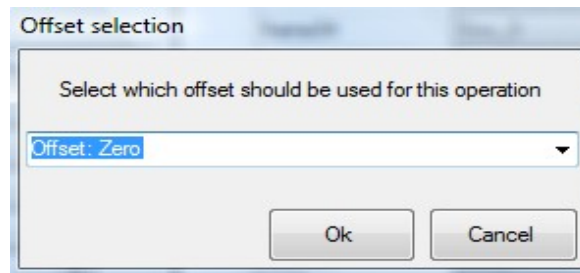 Offset selection
Select which offset should be used for this operation
Offset: Zero
Ok
Cancel